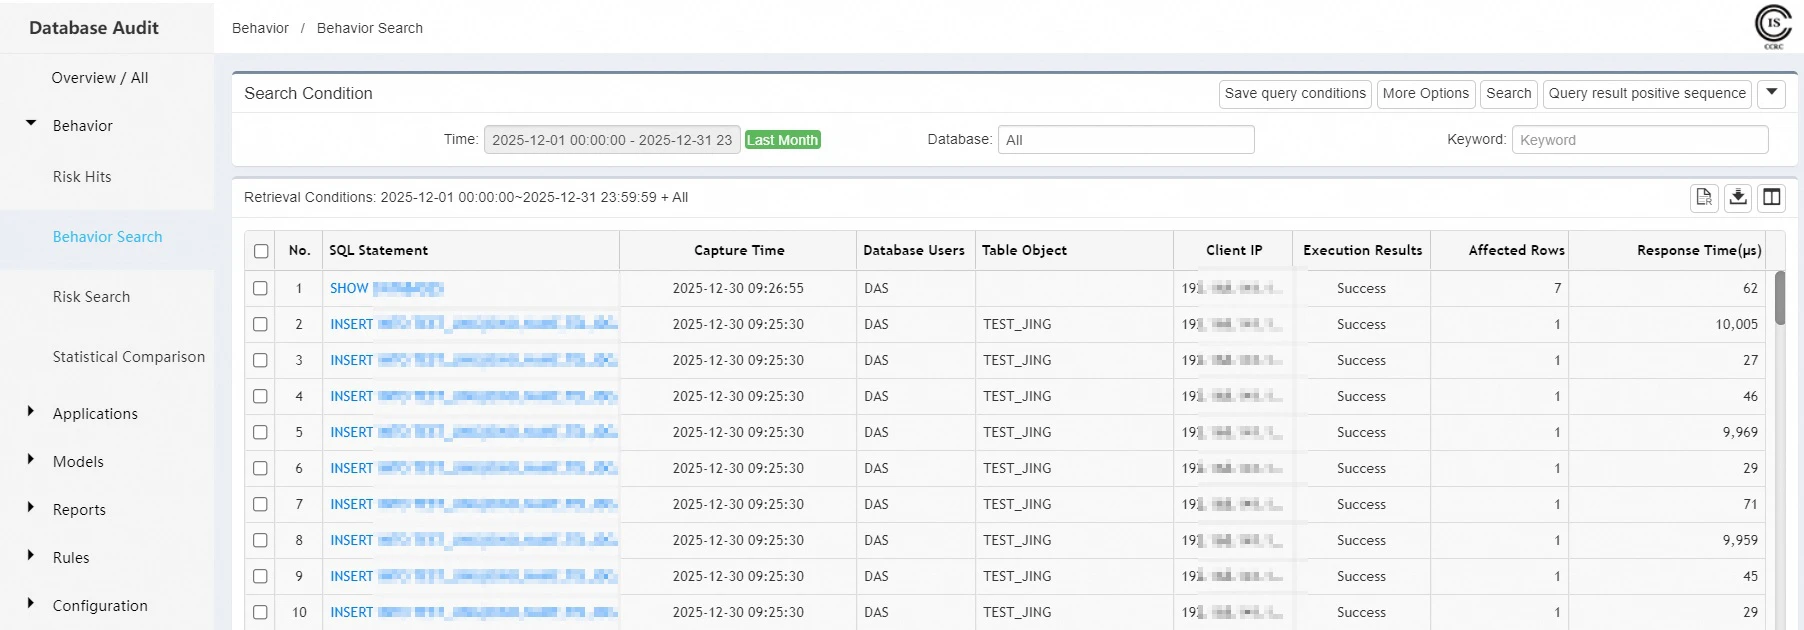 Database Audit
Behavior / Behavior Search
IS
CCRC
Overview / All
Behavior
Risk Hits
Behavior Search
Risk Search
Statistical Comparison
Applications
Models
Reports
Rules
Configuration
Search Condition
Save query conditions More Options Search Query result positive sequence
Time: 2025-12-01 00:00:00 - 2025-12-31 23 Last Month Database: All Keyword: Keyword
Retrieval Conditions: 2025-12-01 00:00:00~2025-12-31 23:59:59 + All
No. SQL Statement Capture Time Database Users Table Object Client IP Execution Results Affected Rows Response Time(μs)
1 SHOW 2025-12-30 09:26:55 DAS Success 7 62
2 INSERT 2025-12-30 09:25:30 DAS TEST_JING Success 1 10,005
3 INSERT 2025-12-30 09:25:30 DAS TEST_JING Success 1 27
4 INSERT 2025-12-30 09:25:30 DAS TEST_JING Success 1 46
5 INSERT 2025-12-30 09:25:30 DAS TEST_JING Success 1 9,969
6 INSERT 2025-12-30 09:25:30 DAS TEST_JING Success 1 29
7 INSERT 2025-12-30 09:25:30 DAS TEST_JING Success 1 71
8 INSERT 2025-12-30 09:25:30 DAS TEST_JING Success 1 9,959
9 INSERT 2025-12-30 09:25:30 DAS TEST_JING Success 1 45
10 INSERT 2025-12-30 09:25:30 DAS TEST_JING Success 1 29